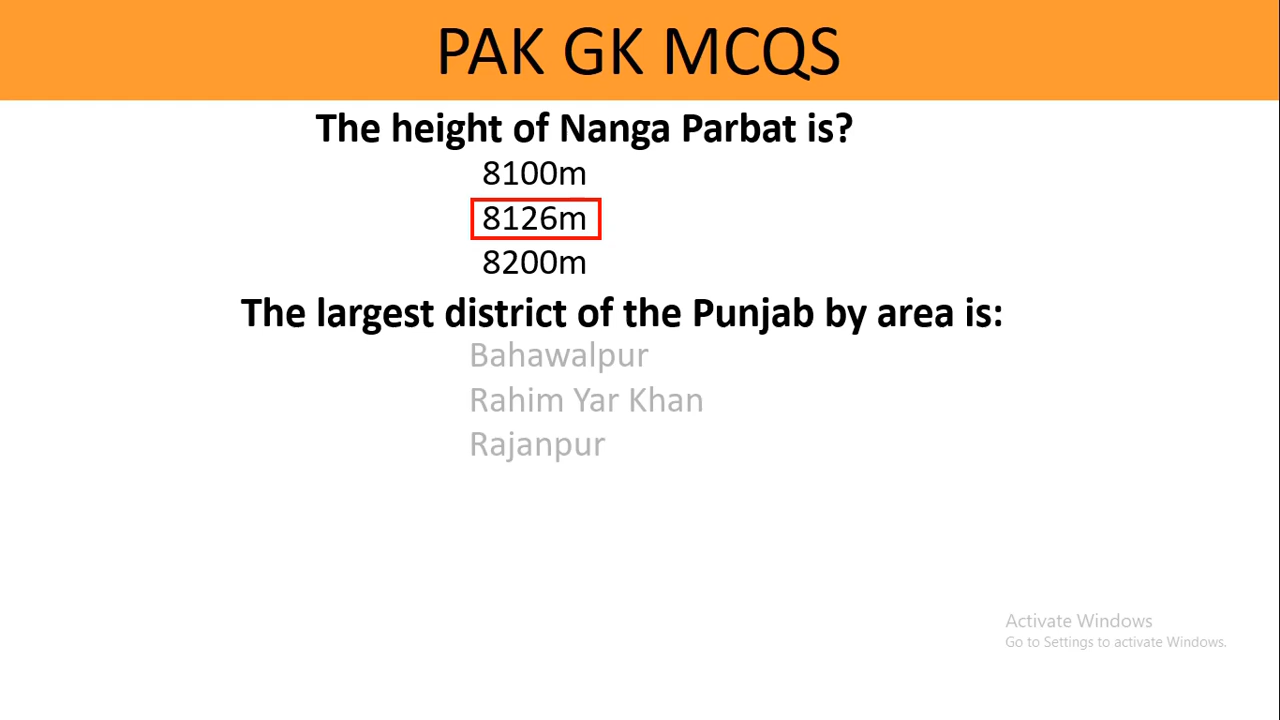 PAK GK MCQS
The height of Nanga Parbat is?
8100m
8126m
8200m
The largest district of the Punjab by area is:
Bahawalpur
Rahim Yar Khan
Rajanpur
Activate Windows
Go to Settings to activate Windows.